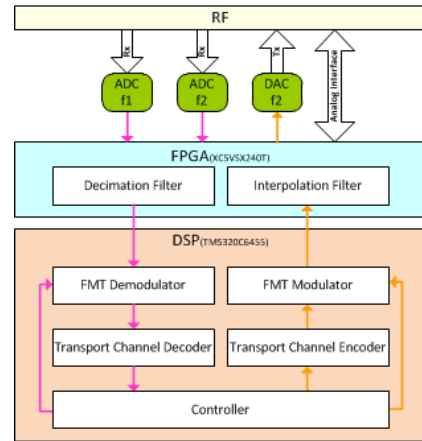 RF
Rx
Rx
Tx
Analog Interface
ADC
f1
ADC
f2
DAC
f2
FPGA(XC5VSX240T)
Decimation Filter
Interpolation Filter
DSP(TMS320C6455)
FMT Demodulator
FMT Modulator
Transport Channel Decoder
Transport Channel Encoder
Controller